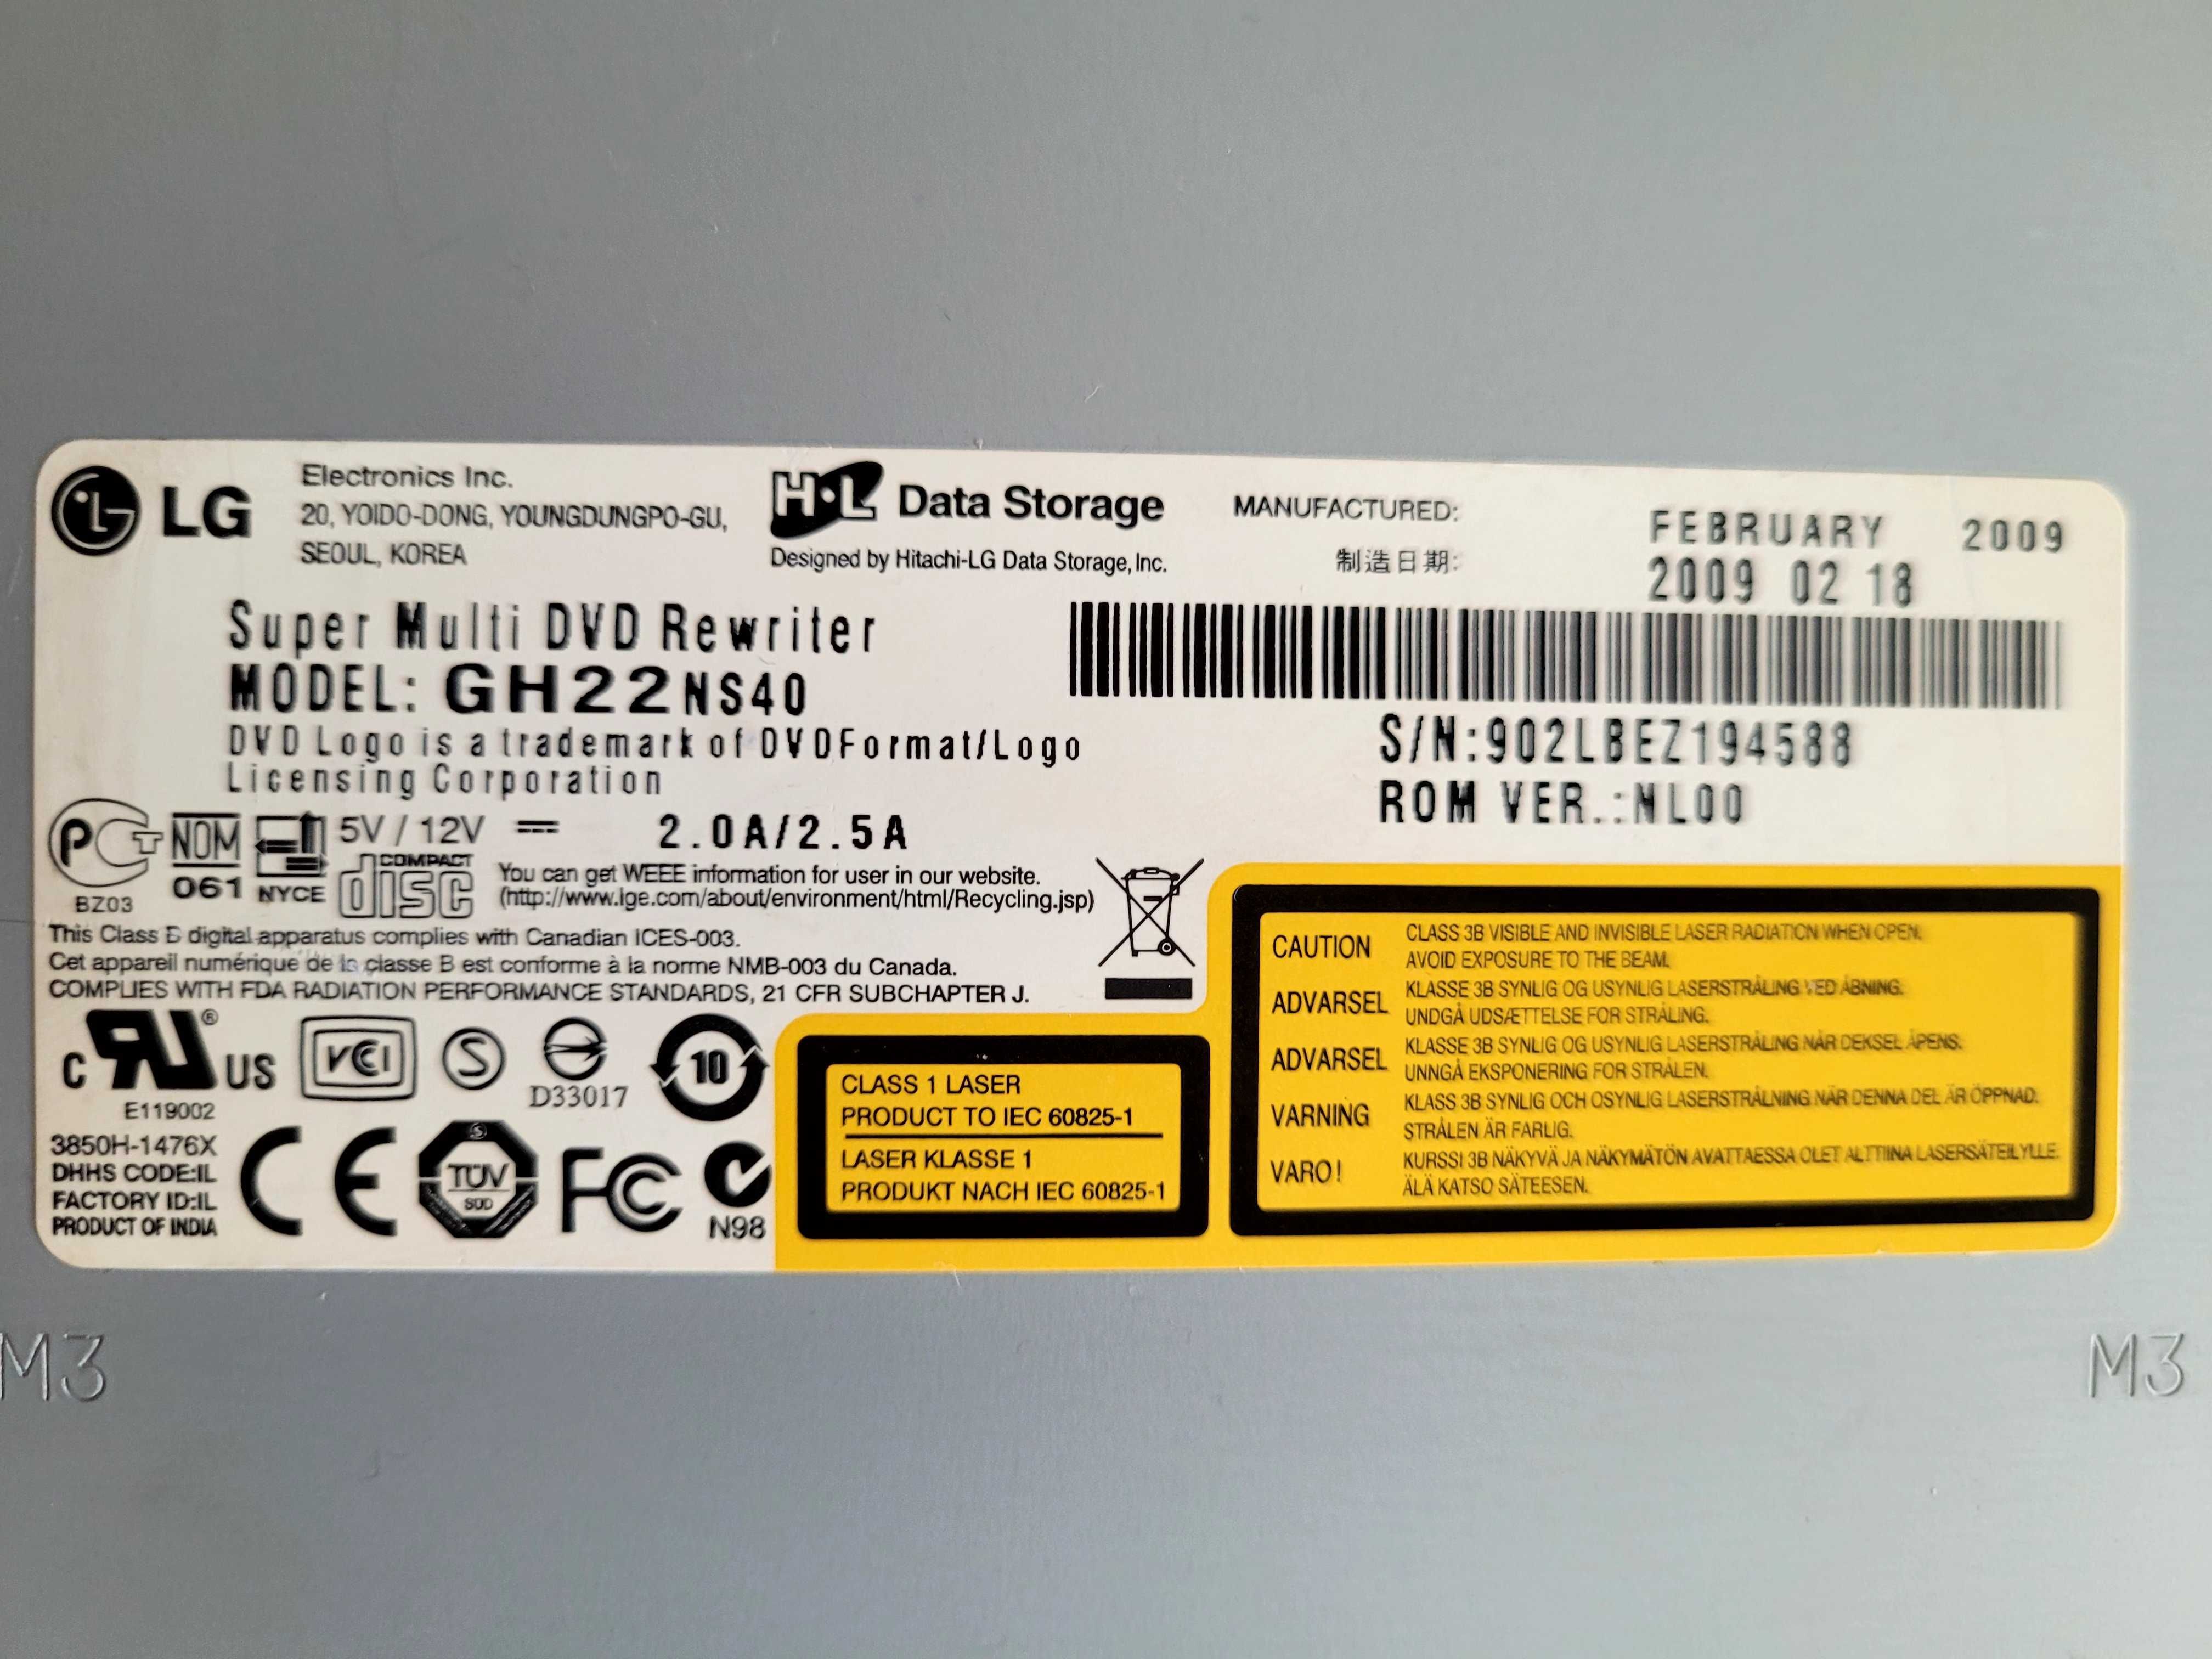 LG
Electronics Inc.
20, YOIDO-DONG, YOUNGDUNGPO-GU,
SEOUL, KOREA
H·L Data Storage
Designed by Hitachi-LG Data Storage, Inc.
MANUFACTURED: FEBRUARY 2009
制造日期: 2009 02 18
Super Multi DVD Rewriter
MODEL: GH22NS40
DVD Logo is a trademark of DVDFormat/Logo
Licensing Corporation
S/N:902LBEZ194588
ROM VER.:NL00
5V / 12V 2.0A/2.5A
PCT
BZ03
NOM
061
NYCE
COMPACT
disc
You can get WEEE information for user in our website.
(http://www.lge.com/about/environment/html/Recycling.jsp)
This Class B digital apparatus complies with Canadian ICES-003.
Cet appareil numérique de la classe B est conforme à la norme NMB-003 du Canada.
COMPLIES WITH FDA RADIATION PERFORMANCE STANDARDS, 21 CFR SUBCHAPTER J.
C RU ® US
E119002
VCI
S
D33017
10
3850H-1476X
DHHS CODE:IL
FACTORY ID:IL
PRODUCT OF INDIA
CE
S
TÜV
SÜD
FC
N98
CLASS 1 LASER
PRODUCT TO IEC 60825-1
LASER KLASSE 1
PRODUKT NACH IEC 60825-1
CAUTION CLASS 3B VISIBLE AND INVISIBLE LASER RADIATION WHEN OPEN.
AVOID EXPOSURE TO THE BEAM.
ADVARSEL KLASSE 3B SYNLIG OG USYNLIG LASERSTRÅLING VED ÅBNING.
UNDGÅ UDSÆTTELSE FOR STRÅLING.
ADVARSEL KLASSE 3B SYNLIG OG USYNLIG LASERSTRÅLING NÅR DEKSEL ÅPENS.
UNNGÅ EKSPONERING FOR STRÅLEN.
VARNING KLASS 3B SYNLIG OCH OSYNLIG LASERSTRÅLNING NÄR DENNA DEL ÄR ÖPPNAD.
STRÅLEN ÄR FARLIG.
VARO! KURSSI 3B NÄKYVÄ JA NÄKYMÄTÖN AVATTAESSA OLET ALTTIINA LASERSÄTEILYLLE.
ÄLÄ KATSO SÄTEESEN.
M3
M3